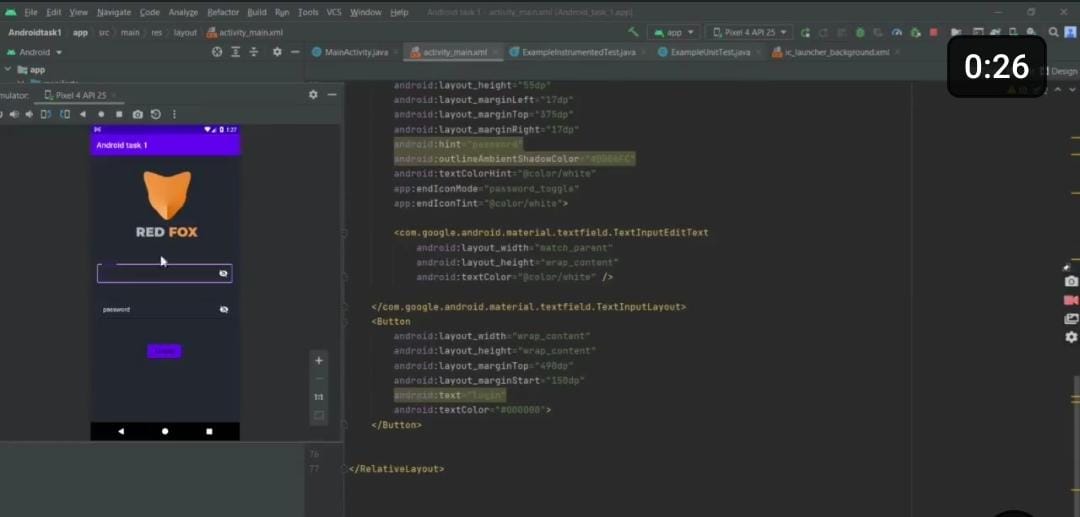 File Edit View Navigate Code Analyze Refactor Build Run Tools VCS Window Help Android task 1 - activity_main.xml [Android_task_1.app]
Androidtask1 app src main res layout activity_main.xml app Pixel 4 API 25
Android MainActivity.java activity_main.xml ExampleInstrumentedTest.java ExampleUnitTest.java ic_launcher_background.xml
0:26
app
Design
mulator: Pixel 4 API 25
1:27
Android task 1
RED FOX
password
1:1
android:layout_height="55dp"
android:layout_marginLeft="17dp"
android:layout_marginTop="375dp"
android:layout_marginRight="17dp"
android:hint="password"
android:outlineAmbientShadowColor=
android:textColorHint="@color/white"
app:endIconMode="password_toggle"
app:endIconTint="@color/white">
<com.google.android.material.textfield.TextInputEditText
android:layout_width="match_parent"
android:layout_height="wrap_content"
android:textColor="@color/white" />
</com.google.android.material.textfield.TextInputLayout>
<Button
android:layout_width="wrap_content"
android:layout_height="wrap_content"
android:layout_marginTop="490dp"
android:layout_marginStart="150dp"
android:text="login"
android:textColor="#000000">
</Button>
76
77 </RelativeLayout>